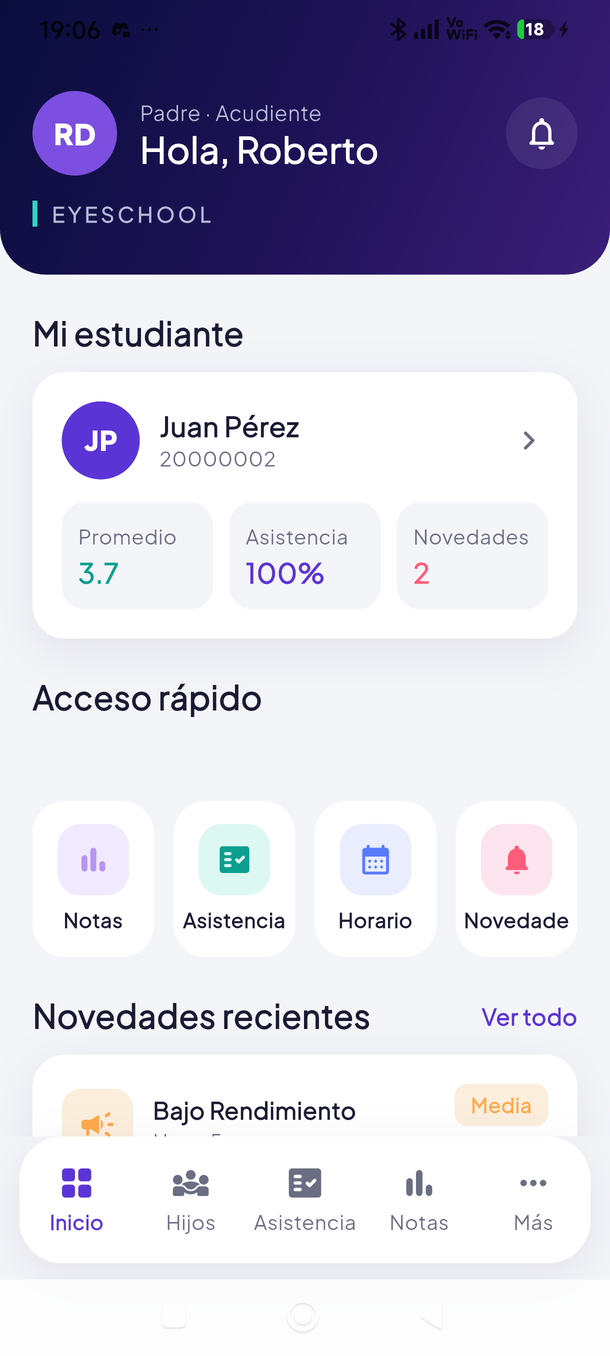 19:06 ...
Vo
WiFi
18
RD
Padre · Acudiente
Hola, Roberto
EYESCHOOL
Mi estudiante
JP
Juan Pérez
20000002
Promedio Asistencia Novedades
3.7 100% 2
Acceso rápido
Notas Asistencia Horario Novedade
Novedades recientes Ver todo
Bajo Rendimiento Media
Inicio Hijos Asistencia Notas Más